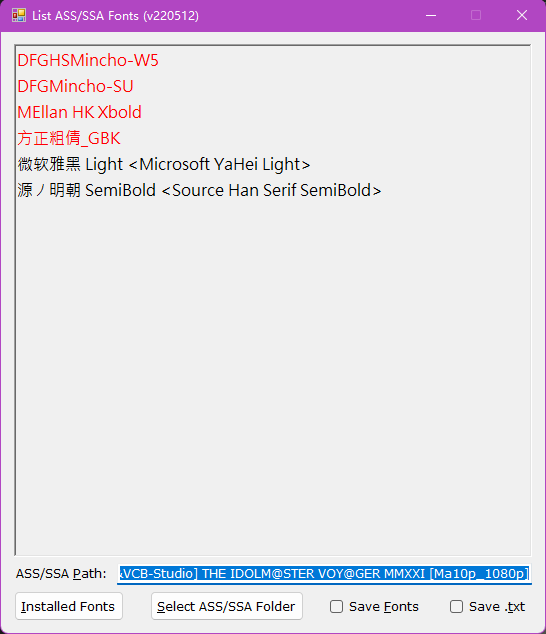 List ASS/SSA Fonts (v220512)
DFGHSMincho-W5
DFGMincho-SU
MEllan HK Xbold
方正粗倩_GBK
微软雅黑 Light <Microsoft YaHei Light>
源ノ明朝 SemiBold <Source Han Serif SemiBold>
ASS/SSA Path: VCB-Studio] THE IDOLM@STER VOY@GER MMXXI [Ma10p_1080p]
Installed Fonts Select ASS/SSA Folder Save Fonts Save .txt